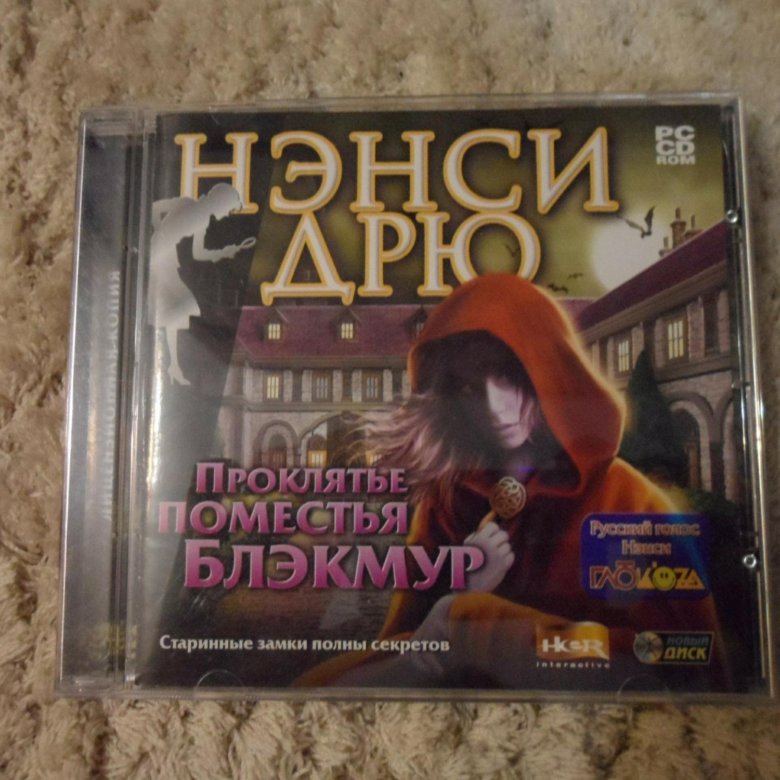 НЭНСИ
ДРЮ
PC
CD
ROM
ПРОКЛЯТЬЕ
ПОМЕСТЬЯ
БЛЭКМУР
Русский голос
Нэнси
ГЛЮК'OZA
Старинные замки полны секретов
HER
interactive
НОВЫЙ
ДИСК